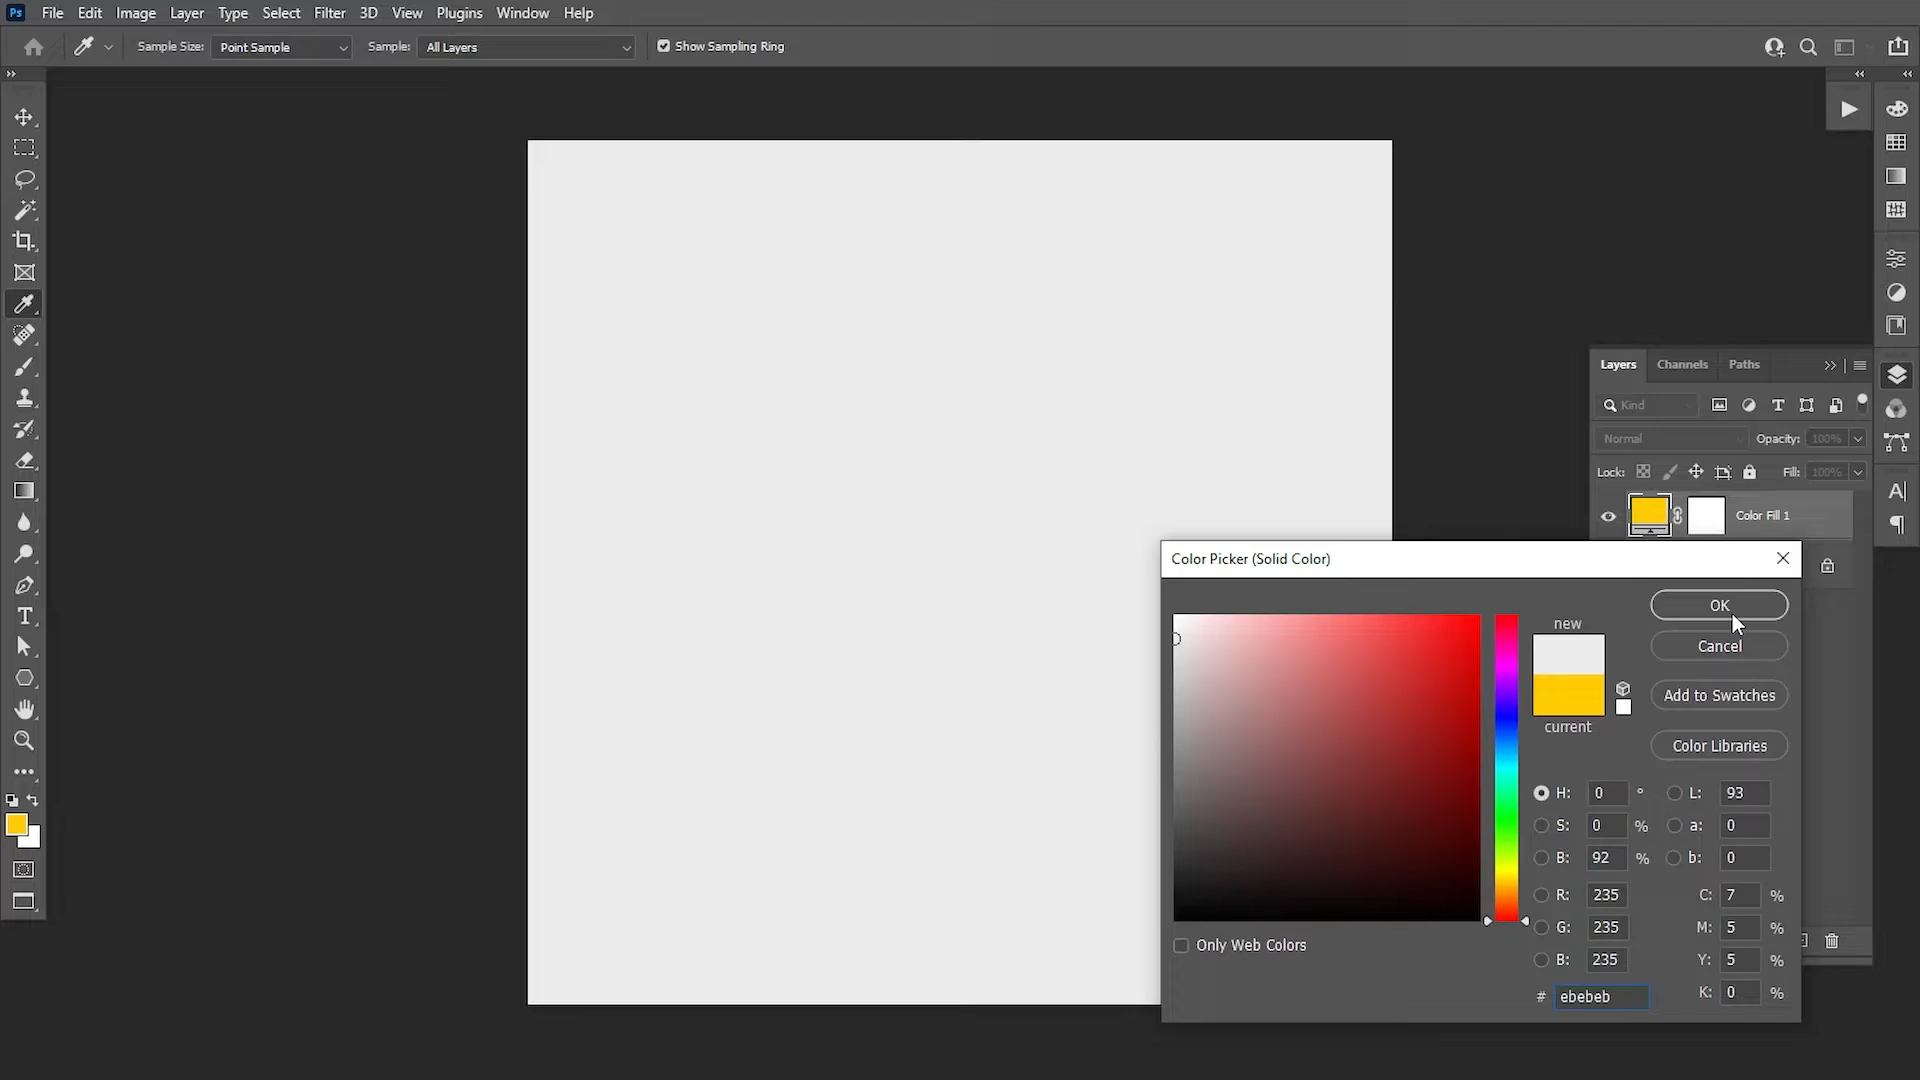 Ps File Edit Image Layer Type Select Filter 3D View Plugins Window Help
Sample Size: Point Sample Sample: All Layers Show Sampling Ring
Layers Channels Paths
Kind
Normal Opacity: 100%
Lock: Fill: 100%
Color Fill 1
Color Picker (Solid Color)
OK
new
Cancel
Add to Swatches
current
Color Libraries
H: 0 ° L: 93
S: 0 % a: 0
B: 92 % b: 0
R: 235 C: 7 %
G: 235 M: 5 %
Only Web Colors
B: 235 Y: 5 %
# ebebeb K: 0 %